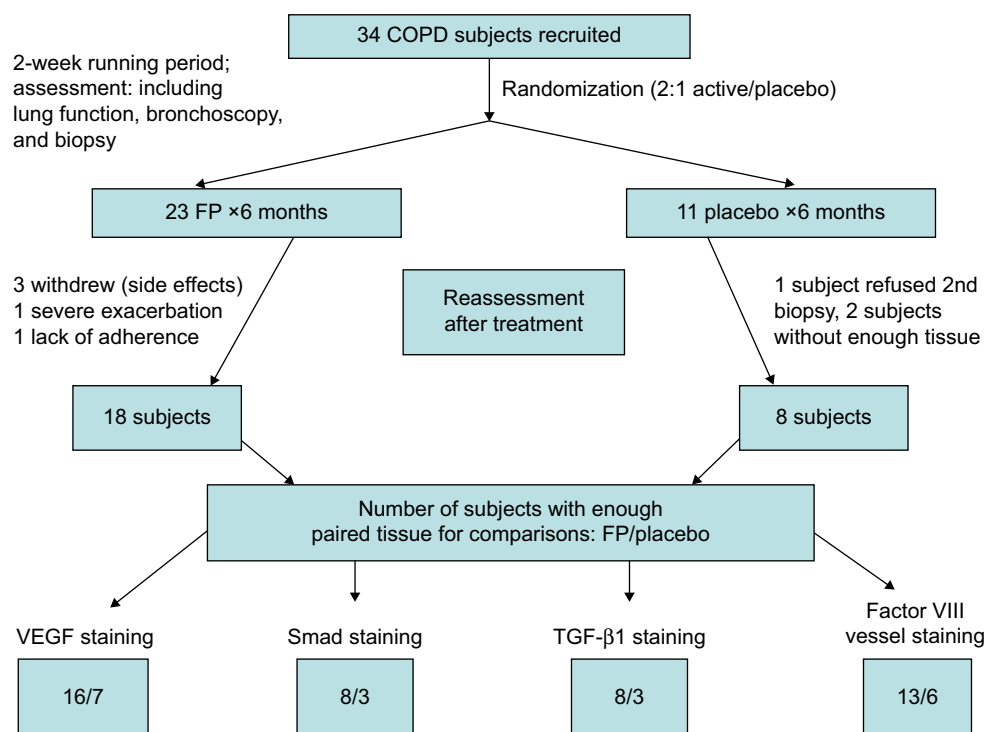 34 COPD subjects recruited
2-week running period;
assessment: including
lung function, bronchoscopy,
and biopsy
Randomization (2:1 active/placebo)
23 FP ×6 months
11 placebo ×6 months
3 withdrew (side effects)
1 severe exacerbation
1 lack of adherence
Reassessment
after treatment
1 subject refused 2nd
biopsy, 2 subjects
without enough tissue
18 subjects
8 subjects
Number of subjects with enough
paired tissue for comparisons: FP/placebo
VEGF staining
Smad staining
TGF-β1 staining
Factor VIII
vessel staining
16/7
8/3
8/3
13/6